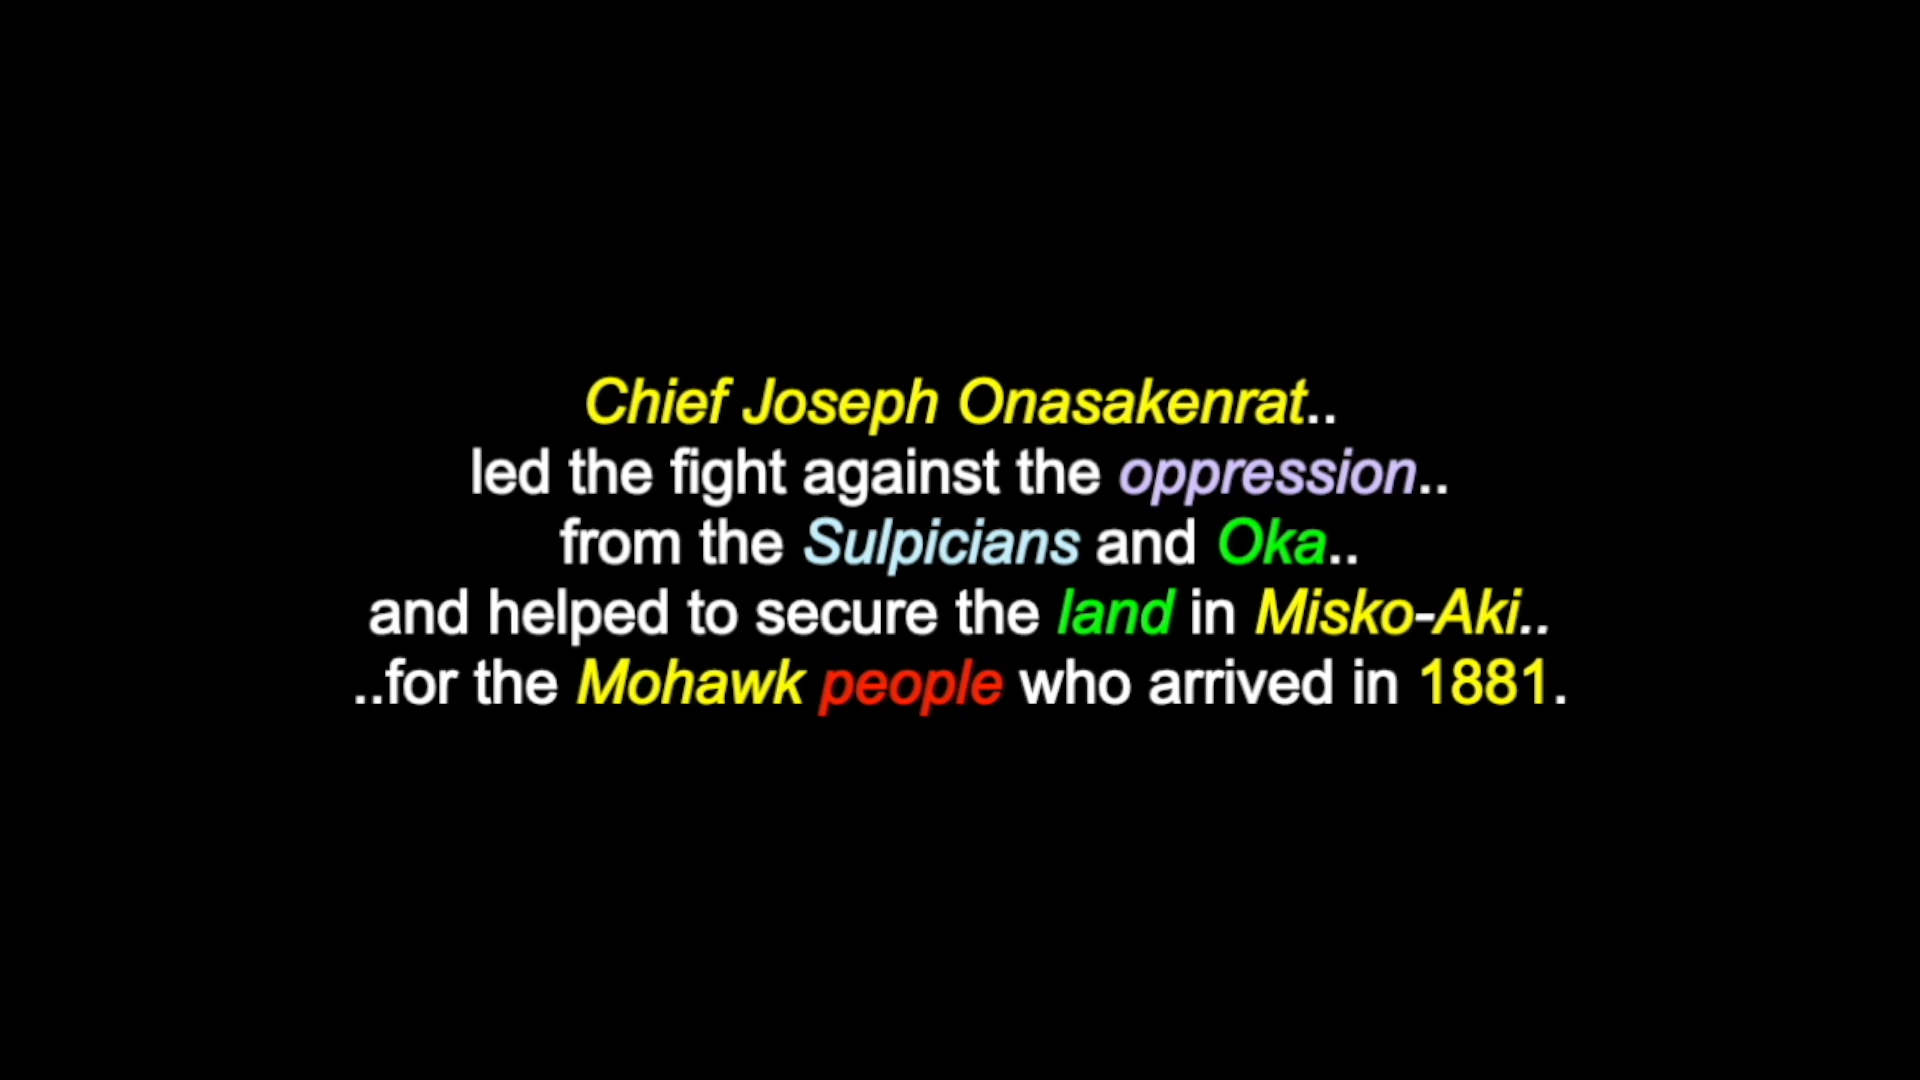 Chief Joseph Onasakenrat..
led the fight against the oppression..
from the Sulpicians and Oka..
and helped to secure the land in Misko-Aki..
..for the Mohawk people who arrived in 1881.